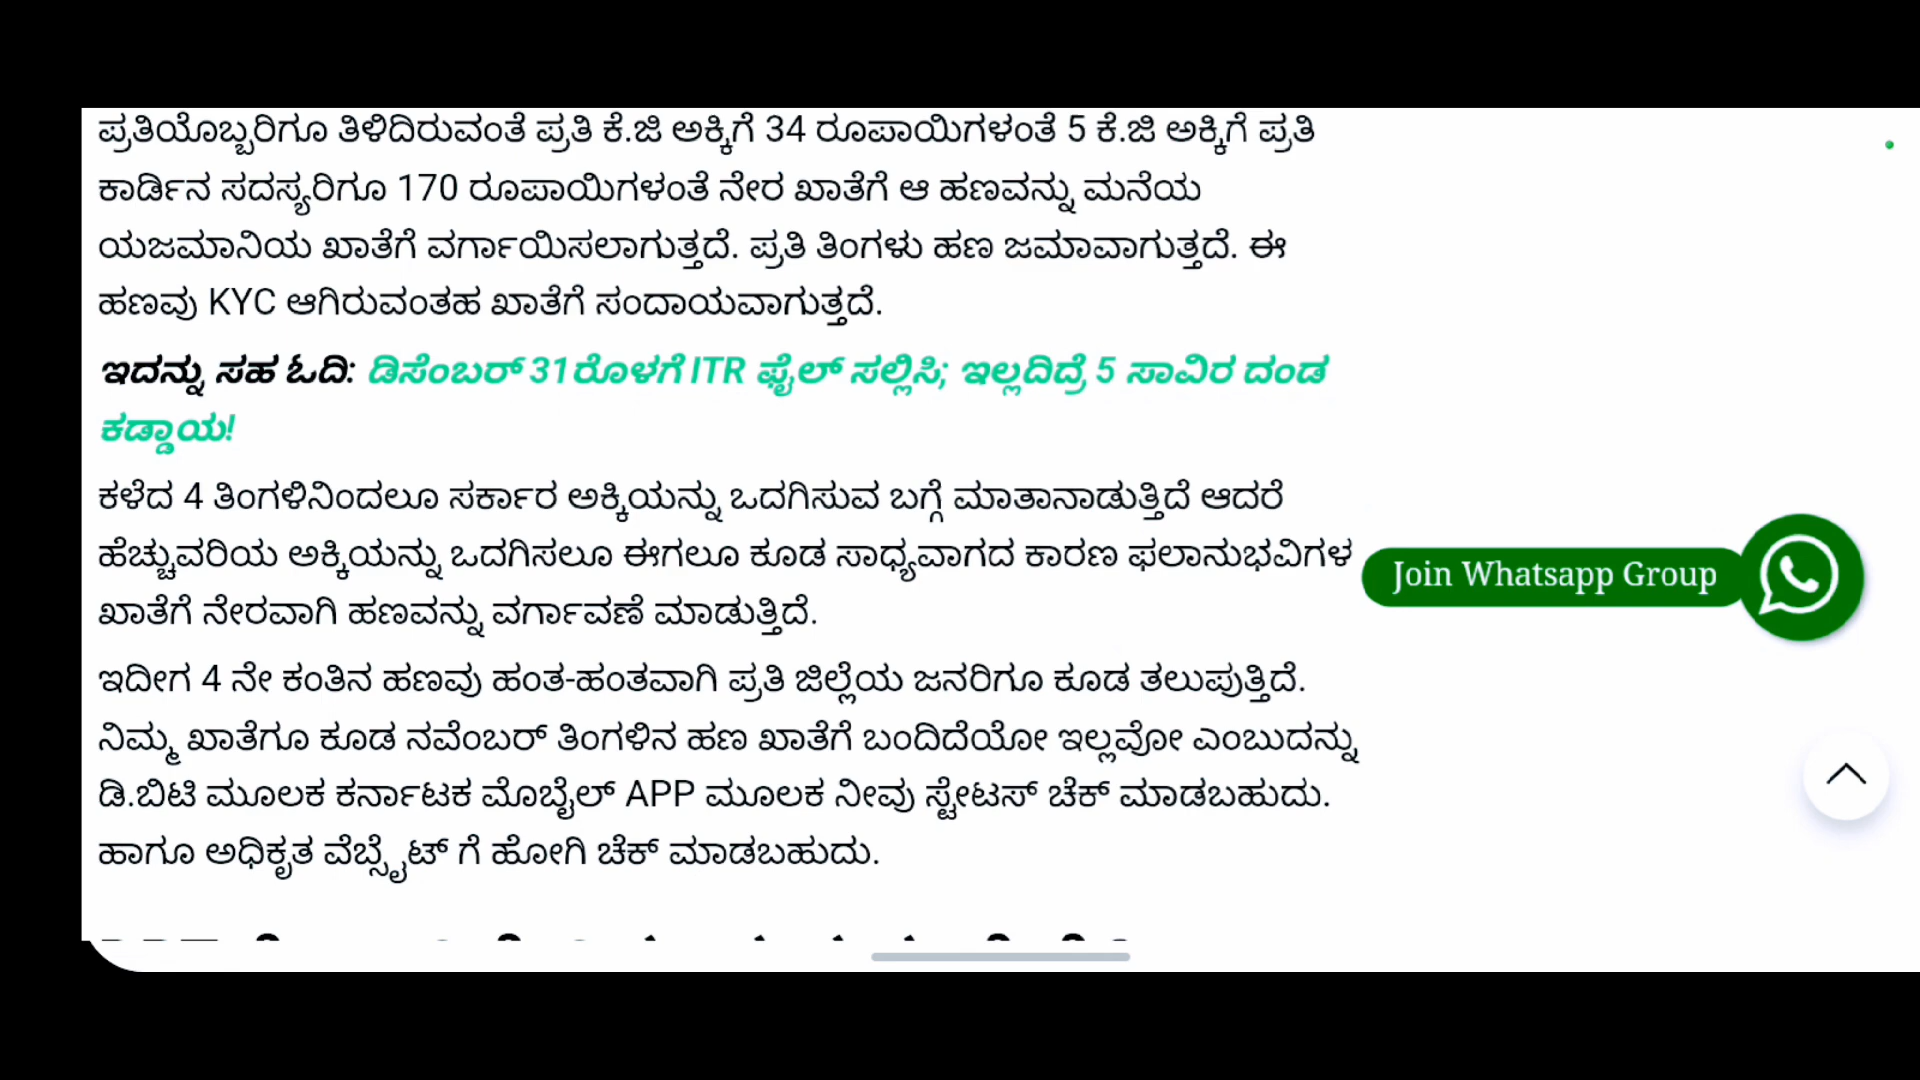 ಪ್ರತಿಯೊಬ್ಬರಿಗೂ ತಿಳಿದಿರುವಂತೆ ಪ್ರತಿ ಕೆ.ಜಿ ಅಕ್ಕಿಗೆ 34 ರೂಪಾಯಿಗಳಂತೆ 5 ಕೆ.ಜಿ ಅಕ್ಕಿಗೆ ಪ್ರತಿ
ಕಾರ್ಡಿನ ಸದಸ್ಯರಿಗೂ 170 ರೂಪಾಯಿಗಳಂತೆ ನೇರ ಖಾತೆಗೆ ಆ ಹಣವನ್ನು ಮನೆಯ
ಯಜಮಾನಿಯ ಖಾತೆಗೆ ವರ್ಗಾಯಿಸಲಾಗುತ್ತದೆ. ಪ್ರತಿ ತಿಂಗಳು ಹಣ ಜಮಾವಾಗುತ್ತದೆ. ಈ
ಹಣವು KYC ಆಗಿರುವಂತಹ ಖಾತೆಗೆ ಸಂದಾಯವಾಗುತ್ತದೆ.
ಇದನ್ನು ಸಹ ಓದಿ: ಡಿಸೆಂಬರ್ 31ರೊಳಗೆ ITR ಫೈಲ್ ಸಲ್ಲಿಸಿ; ಇಲ್ಲದಿದ್ರೆ 5 ಸಾವಿರ ದಂಡ
ಕಡ್ಡಾಯ!
ಕಳೆದ 4 ತಿಂಗಳಿನಿಂದಲೂ ಸರ್ಕಾರ ಅಕ್ಕಿಯನ್ನು ಒದಗಿಸುವ ಬಗ್ಗೆ ಮಾತಾನಾಡುತ್ತಿದೆ ಆದರೆ
ಹೆಚ್ಚುವರಿಯ ಅಕ್ಕಿಯನ್ನು ಒದಗಿಸಲೂ ಈಗಲೂ ಕೂಡ ಸಾಧ್ಯವಾಗದ ಕಾರಣ ಫಲಾನುಭವಿಗಳ
ಖಾತೆಗೆ ನೇರವಾಗಿ ಹಣವನ್ನು ವರ್ಗಾವಣೆ ಮಾಡುತ್ತಿದೆ.
Join Whatsapp Group
ಇದೀಗ 4 ನೇ ಕಂತಿನ ಹಣವು ಹಂತ-ಹಂತವಾಗಿ ಪ್ರತಿ ಜಿಲ್ಲೆಯ ಜನರಿಗೂ ಕೂಡ ತಲುಪುತ್ತಿದೆ.
ನಿಮ್ಮ ಖಾತೆಗೂ ಕೂಡ ನವೆಂಬರ್ ತಿಂಗಳಿನ ಹಣ ಖಾತೆಗೆ ಬಂದಿದೆಯೋ ಇಲ್ಲವೋ ಎಂಬುದನ್ನು
ಡಿ.ಬಿಟಿ ಮೂಲಕ ಕರ್ನಾಟಕ ಮೊಬೈಲ್ APP ಮೂಲಕ ನೀವು ಸ್ಟೇಟಸ್ ಚೆಕ್ ಮಾಡಬಹುದು.
ಹಾಗೂ ಅಧಿಕೃತ ವೆಬ್ಸೈಟ್ ಗೆ ಹೋಗಿ ಚೆಕ್ ಮಾಡಬಹುದು.